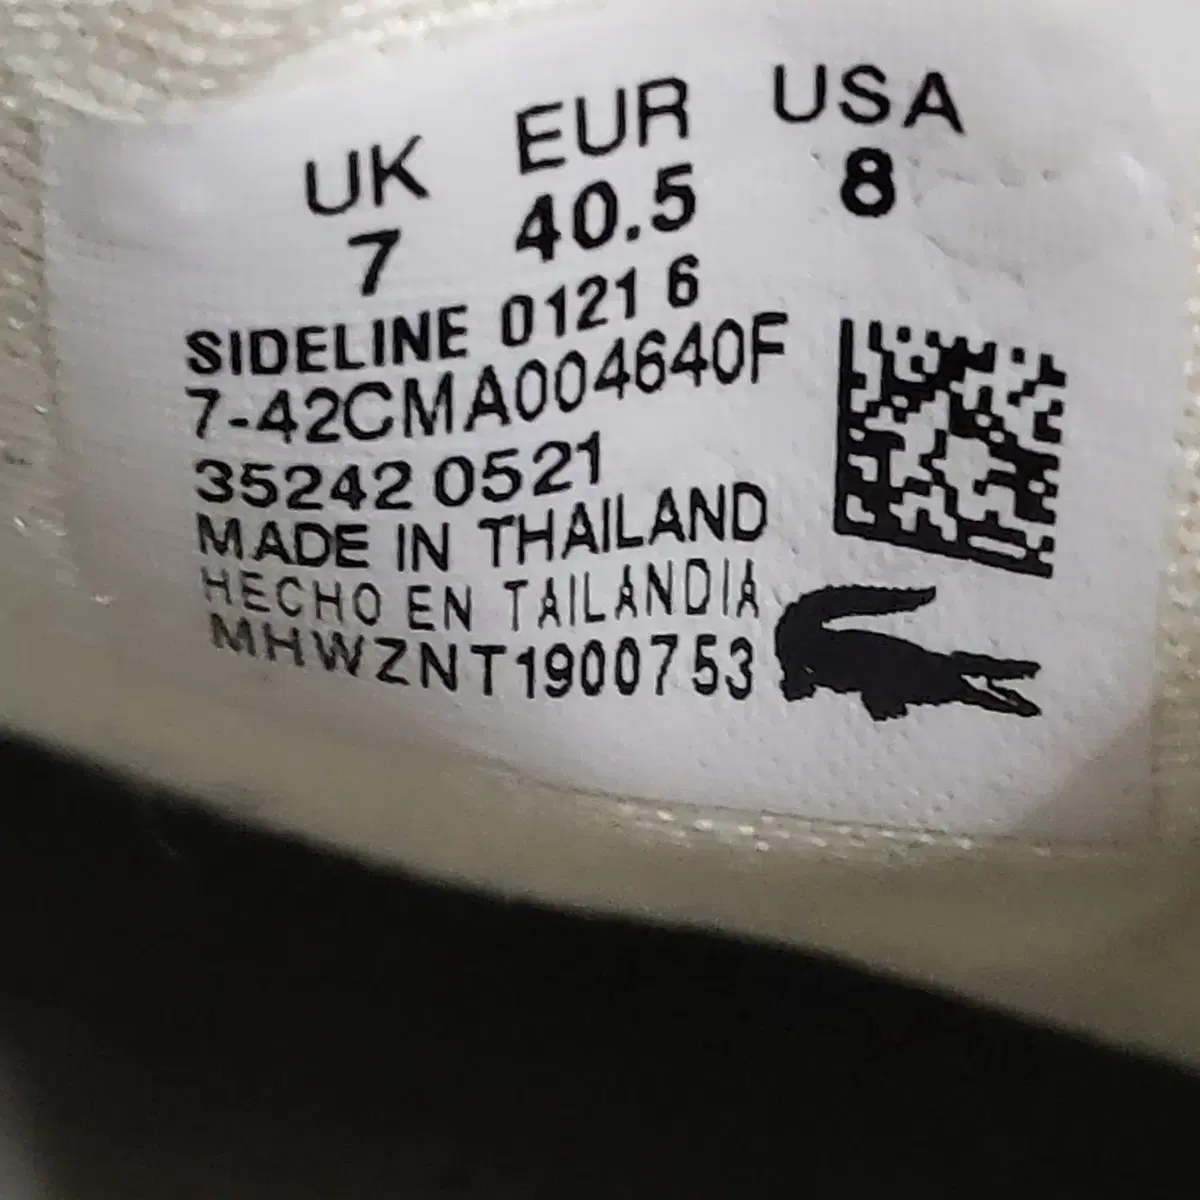 UK EUR USA
7 40.5 8
SIDELINE 0121 6
7-42CMA004640F
35242 0521
MADE IN THAILAND
HECHO EN TAILANDIA
MHWZNT1900753